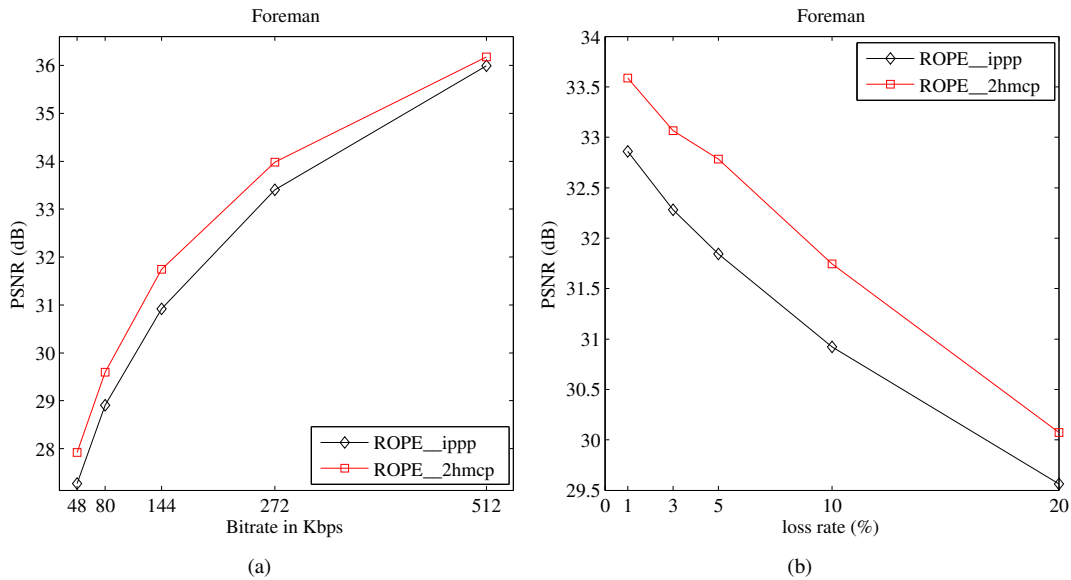 Foreman
PSNR (dB)
36
35
34
33
32
31
30
29
28
48 80 144 272 512
Bitrate in Kbps
ROPE__ippp
ROPE__2hmcp
(a)
Foreman
PSNR (dB)
34
33.5
33
32.5
32
31.5
31
30.5
30
29.5
0 1 3 5 10 20
loss rate (%)
ROPE__ippp
ROPE__2hmcp
(b)